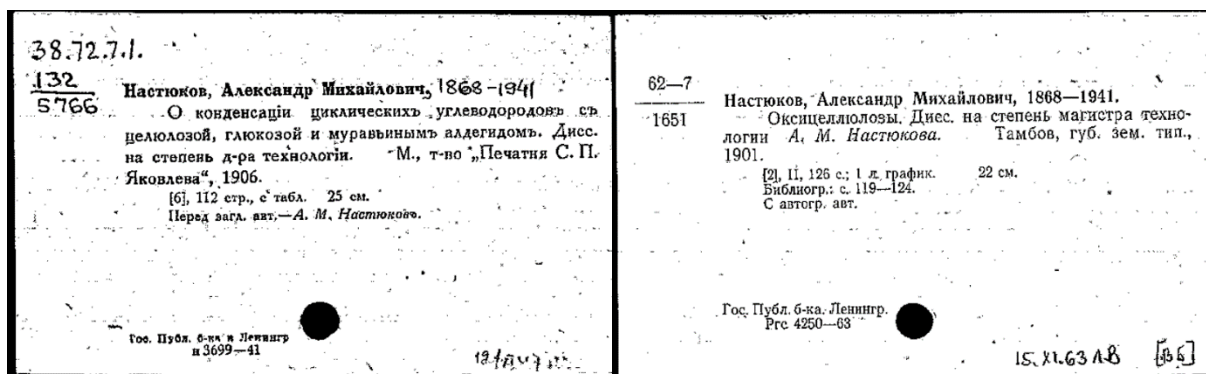 38.72.7.1.
132
5766
Настюков, Александр Михайлович, 1868-1941
О конденсаціи циклическихъ углеводородовъ съ
целюлозой, глюкозой и муравьинымъ алдегидомъ. Дисс.
на степень д-ра технологіи. М., т-во „Печатня С. П.
Яковлева“, 1906.
[6], 112 стр., с табл. 25 см.
Перед загл. авт.—А. М. Настюковъ.
Гос. Публ. б-ка в Ленингр
н 3699—41
62—7
1651
Настюков, Александр Михайлович, 1868—1941.
Оксицеллюлозы. Дисс. на степень магистра техно-
логии А. М. Настюкова. Тамбов, губ. зем. тип.,
1901.
[2], II, 126 с.; 1 л. график. 22 см.
Библиогр.: с. 119—124.
С автогр. авт.
Гос. Публ. б-ка. Ленингр.
Ргс 4250—63
15.XI.63 ЛВ [ВБ]